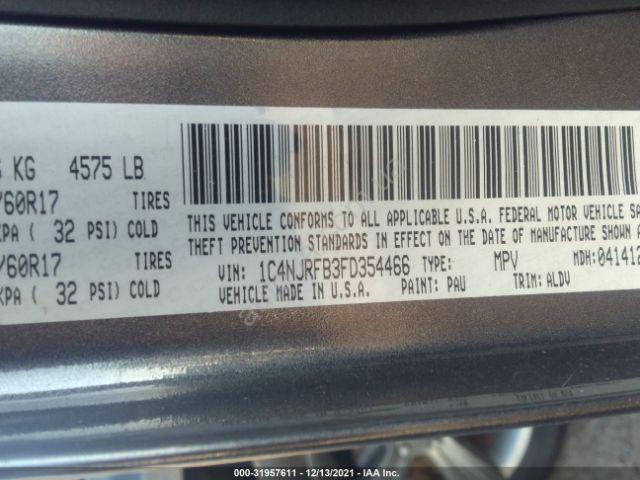 KG 4575 LB
/60R17 TIRES
KPA ( 32 PSI) COLD
/60R17 TIRES
KPA ( 32 PSI) COLD
THIS VEHICLE CONFORMS TO ALL APPLICABLE U.S.A. FEDERAL MOTOR VEHICLE
THEFT PREVENTION STANDARDS IN EFFECT ON THE DATE OF MANUFACTURE SHOWN
VIN: 1C4NJRFB3FD354466 TYPE: MPV MDH: 041412
VEHICLE MADE IN U.S.A. PAINT: PAU TRIM: ALDV
000-31957611 - 12/13/2021 - IAA Inc.